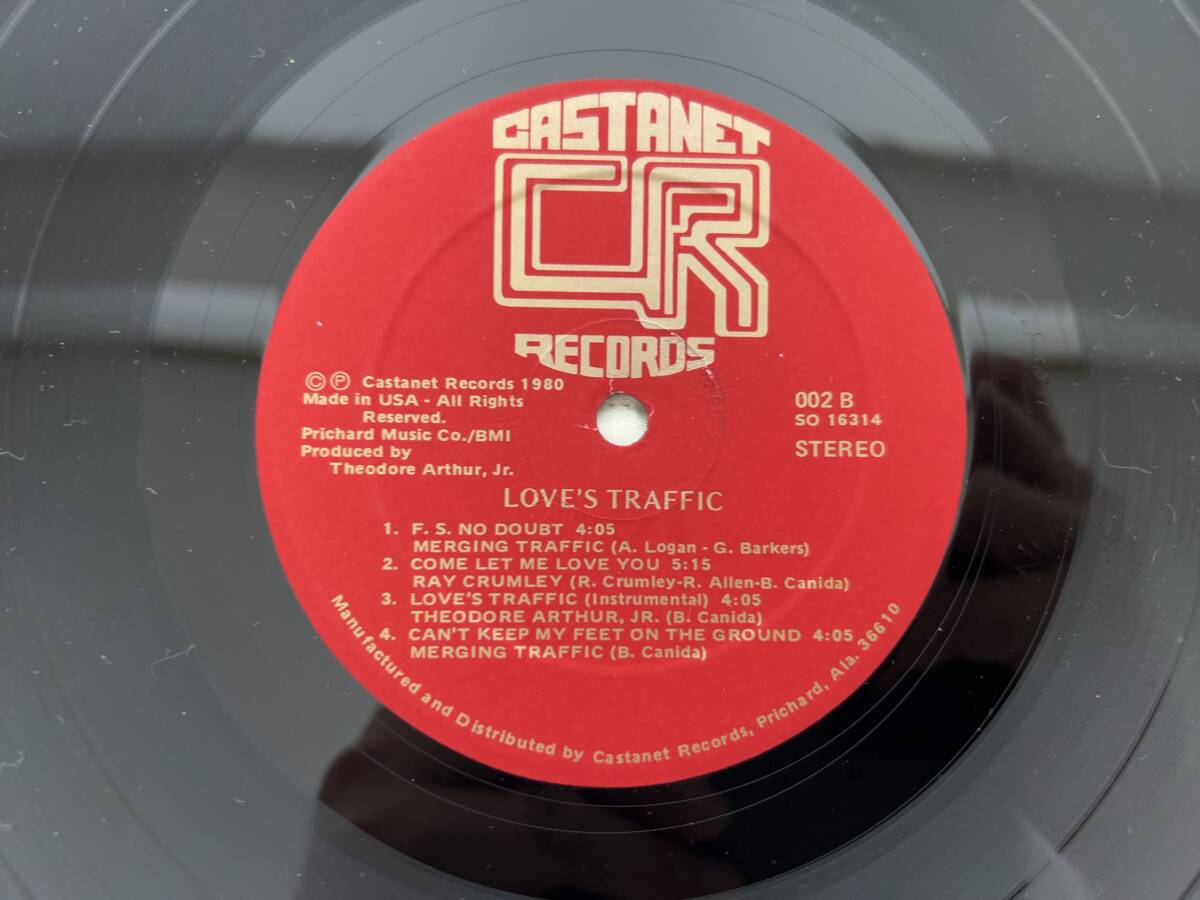 CASTANET
CR
RECORDS
© ℗ Castanet Records 1980
Made in USA - All Rights
Reserved.
Prichard Music Co./BMI
Produced by
Theodore Arthur, Jr.
002 B
SO 16314
STEREO
LOVE'S TRAFFIC
1. F. S. NO DOUBT 4:05
MERGING TRAFFIC (A. Logan - G. Barkers)
2. COME LET ME LOVE YOU 5:15
RAY CRUMLEY (R. Crumley-R. Allen-B. Canida)
3. LOVE'S TRAFFIC (Instrumental) 4:05
THEODORE ARTHUR, JR. (B. Canida)
4. CAN'T KEEP MY FEET ON THE GROUND 4:05
MERGING TRAFFIC (B. Canida)
Manufactured and Distributed by Castanet Records, Prichard, Ala. 36610